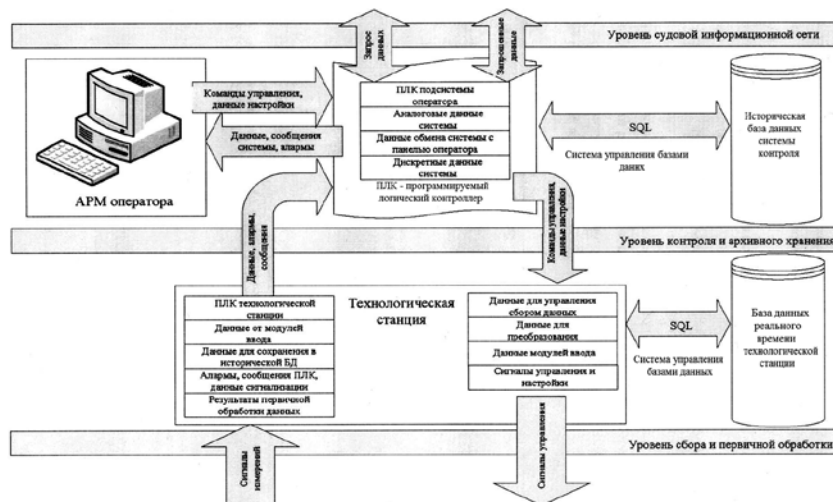 Уровень судовой информационной сети
Запрос
данных
Запрошенные
данные
Команды управления,
данные настройки
Данные, сообщения
системы, алармы
АРМ оператора
ПЛК подсистемы
оператора
Аналоговые данные
системы
Данные обмена системы с
панелью оператора
Дискретные данные
системы
ПЛК - программируемый
логический контроллер
SQL
Система управления базами
даних
Историческая
база данных
системы
контроля
Данные, алармы,
сообщения
Команды управления,
данные настройки
Уровень контроля и архивного хранения
ПЛК технологической
станции
Данные от модулей
ввода
Данные для сохранения в
исторической БД
Алармы, сообщения ПЛК,
данные сигнализации
Результаты первичной
обработки данных
Технологическая
станция
Данные для управления
сбором данных
Данные для
преобразования
Данные модулей ввода
Сигналы управления и
настройки
SQL
Система управления
базами данных
База данных
реального
времени
технологической
станции
Уровень сбора и первичной обработки
Сигналы
измерений
Сигналы управления